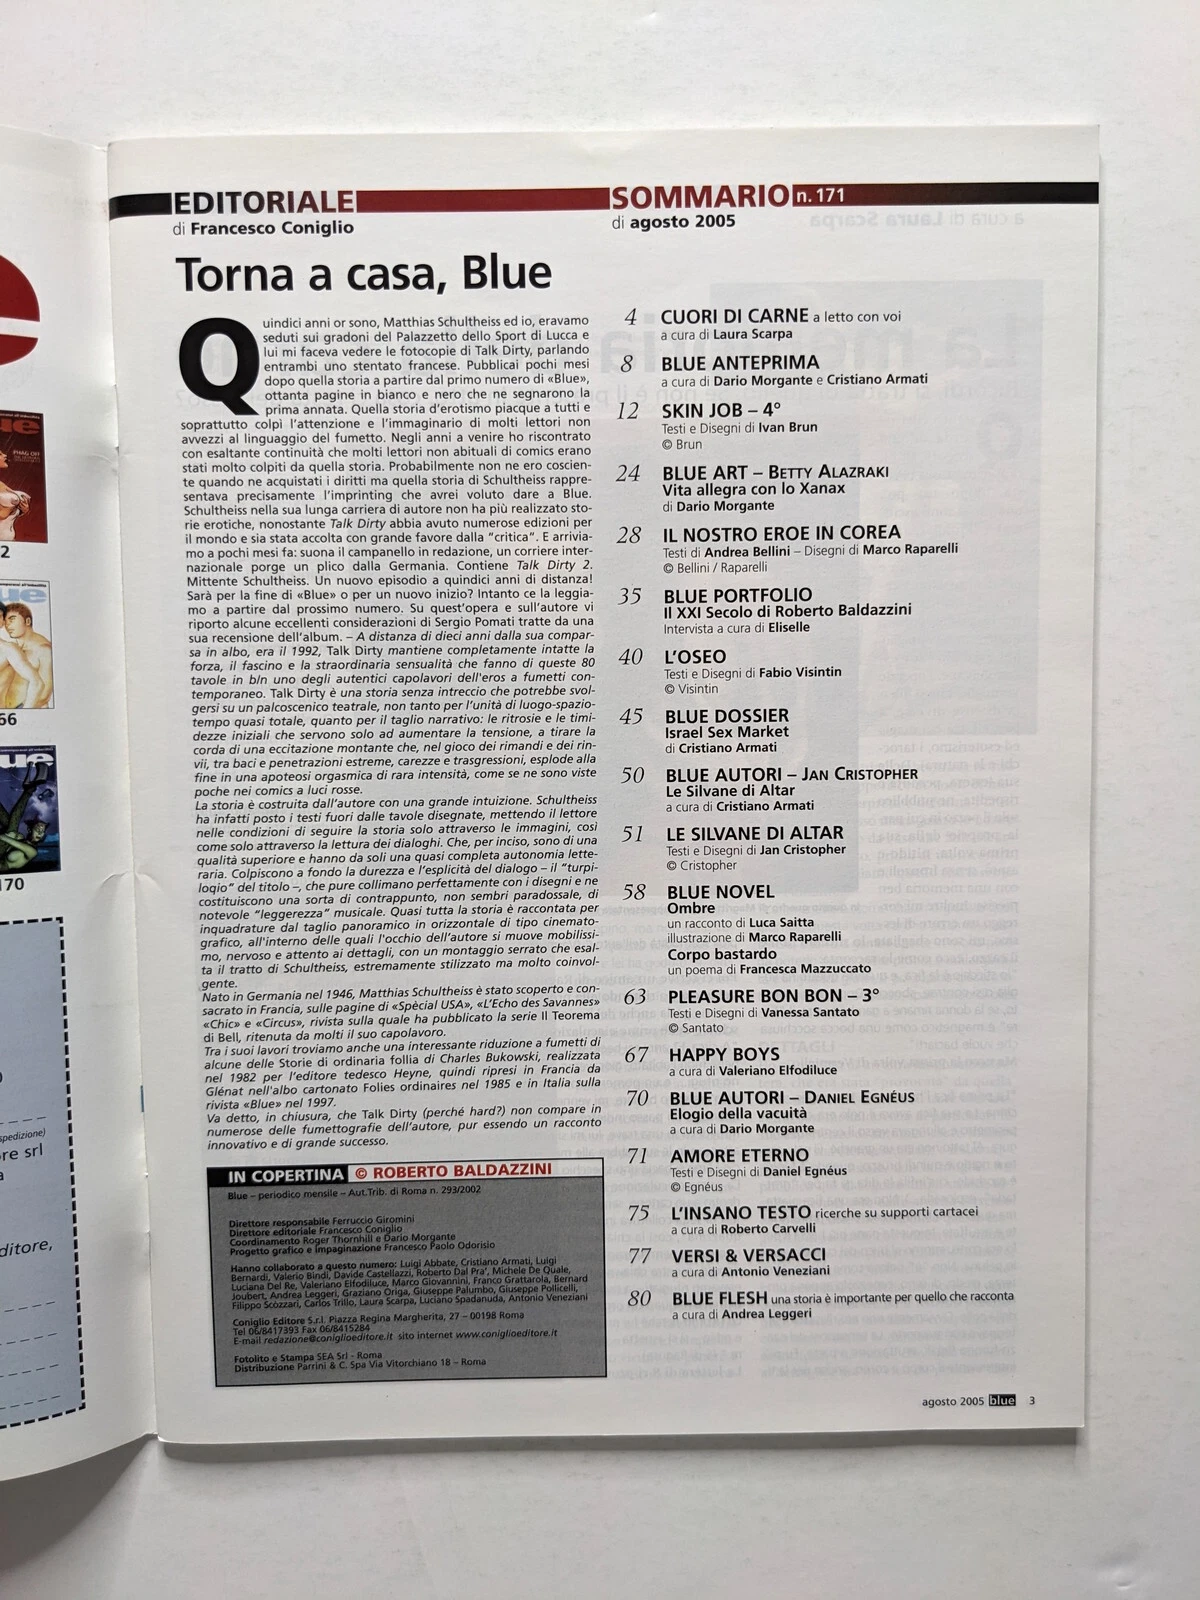 EDITORIALE
di Francesco Coniglio
Torna a casa, Blue
Quindici anni or sono, Matthias Schultheiss ed io, eravamo
seduti sui gradoni del Palazzetto dello Sport di Lucca e
lui mi faceva vedere le fotocopie di Talk Dirty, parlando
entrambi uno stentato francese. Pubblicai pochi mesi
dopo quella storia a partire dal primo numero di «Blue»,
ottanta pagine in bianco e nero che ne segnarono la
prima annata. Quella storia d'erotismo piacque a tutti e
soprattutto colpì l'attenzione e l'immaginario di molti lettori non
avvezzi al linguaggio del fumetto. Negli anni a venire ho riscontrato
con esaltante continuità che molti lettori non abituali di comics erano
stati molto colpiti da quella storia. Probabilmente non ne ero coscien-
te quando ne acquistati i diritti ma quella storia di Schultheiss rappre-
sentava precisamente l'imprinting che avrei voluto dare a Blue.
Schultheiss nella sua lunga carriera di autore non ha più realizzato sto-
rie erotiche, nonostante Talk Dirty abbia avuto numerose edizioni per
il mondo e sia stata accolta con grande favore dalla "critica". E arrivia-
mo a pochi mesi fa: suona il campanello in redazione, un corriere inter-
nazionale porge un plico dalla Germania. Contiene Talk Dirty 2.
Mittente Schultheiss. Un nuovo episodio a quindici anni di distanza!
Sarà per la fine di «Blue» o per un nuovo inizio? Intanto ce la leggia-
mo a partire dal prossimo numero. Su quest'opera e sull'autore vi
riporto alcune eccellenti considerazioni di Sergio Pomati tratte da una
sua recensione dell'album. – A distanza di dieci anni dalla sua compar-
sa in albo, era il 1992, Talk Dirty mantiene completamente intatte la
forza, il fascino e la straordinaria sensualità che fanno di queste 80
tavole in b/n uno degli autentici capolavori dell'eros a fumetti con-
temporaneo. Talk Dirty è una storia senza intreccio che potrebbe svol-
gersi su un palcoscenico teatrale, non tanto per l'unità di luogo-spazio-
tempo quasi totale, quanto per il taglio narrativo: le ritrosie e le timi-
dezze iniziali che servono solo ad aumentare la tensione, a tirare la
corda di una eccitazione montante che, nel gioco dei rimandi e dei rin-
vii, tra baci e penetrazioni estreme, carezze e trasgressioni, esplode alla
fine in una apoteosi orgasmica di rara intensità, come se ne sono viste
poche nei comics a luci rosse.
La storia è costruita dall'autore con una grande intuizione. Schultheiss
ha infatti posto i testi fuori dalle tavole disegnate, mettendo il lettore
nelle condizioni di seguire la storia solo attraverso le immagini, così
come solo attraverso la lettura dei dialoghi. Che, per inciso, sono di una
qualità superiore e hanno da soli una quasi completa autonomia lette-
raria. Colpiscono a fondo la durezza e l'esplicità del dialogo – il "turpi-
loqio" del titolo –, che pure collimano perfettamente con i disegni e ne
costituiscono una sorta di contrappunto, non sembri paradossale, di
notevole "leggerezza" musicale. Quasi tutta la storia è raccontata per
inquadrature dal taglio panoramico in orizzontale di tipo cinemato-
grafico, all'interno delle quali l'occhio dell'autore si muove mobilissi-
mo, nervoso e attento ai dettagli, con un montaggio serrato che esal-
ta il tratto di Schultheiss, estremamente stilizzato ma molto coinvol-
gente.
Nato in Germania nel 1946, Matthias Schultheiss è stato scoperto e con-
sacrato in Francia, sulle pagine di «Spècial USA», «L'Echo des Savannes»
«Chic» e «Circus», rivista sulla quale ha pubblicato la serie Il Teorema
di Bell, ritenuta da molti il suo capolavoro.
Tra i suoi lavori troviamo anche una interessante riduzione a fumetti di
alcune delle Storie di ordinaria follia di Charles Bukowski, realizzata
nel 1982 per l'editore tedesco Heyne, quindi ripresi in Francia da
Glénat nell'albo cartonato Folies ordinaires nel 1985 e in Italia sulla
rivista «Blue» nel 1997.
Va detto, in chiusura, che Talk Dirty (perché hard?) non compare in
numerose delle fumettografie dell'autore, pur essendo un racconto
innovativo e di grande successo.
IN COPERTINA © ROBERTO BALDAZZINI
Blue – periodico mensile – Aut.Trib. di Roma n. 293/2002
Direttore responsabile Ferruccio Giromini
Direttore editoriale Francesco Coniglio
Coordinamento Roger Thornhill e Dario Morgante
Progetto grafico e impaginazione Francesco Paolo Odorisio
Hanno collaborato a questo numero: Luigi Abbate, Cristiano Armati, Luigi
Bernardi, Valerio Bindi, Davide Castellazzi, Roberto Dal Pra', Michele De Quale,
Luciana Del Re, Valeriano Elfodiluce, Marco Giovannini, Franco Grattarola, Bernard
Joubert, Andrea Leggeri, Graziano Origa, Giuseppe Palumbo, Giuseppe Pollicelli,
Filippo Scòzzari, Carlos Trillo, Laura Scarpa, Luciano Spadanuda, Antonio Veneziani
Coniglio Editore S.r.l. Piazza Regina Margherita, 27 – 00198 Roma
Tel 06/8417393 Fax 06/8415284
E-mail redazione@coniglioeditore.it sito internet www.coniglioeditore.it
Fotolito e Stampa SEA Srl - Roma
Distribuzione Parrini & C. Spa Via Vitorchiano 18 – Roma
SOMMARIO n. 171
di agosto 2005
4 CUORI DI CARNE a letto con voi
a cura di Laura Scarpa
8 BLUE ANTEPRIMA
a cura di Dario Morgante e Cristiano Armati
12 SKIN JOB – 4°
Testi e Disegni di Ivan Brun
© Brun
24 BLUE ART – BETTY ALAZRAKI
Vita allegra con lo Xanax
di Dario Morgante
28 IL NOSTRO EROE IN COREA
Testi di Andrea Bellini – Disegni di Marco Raparelli
© Bellini / Raparelli
35 BLUE PORTFOLIO
Il XXI Secolo di Roberto Baldazzini
Intervista a cura di Eliselle
40 L'OSEO
Testi e Disegni di Fabio Visintin
© Visintin
45 BLUE DOSSIER
Israel Sex Market
di Cristiano Armati
50 BLUE AUTORI – JAN CRISTOPHER
Le Silvane di Altar
a cura di Cristiano Armati
51 LE SILVANE DI ALTAR
Testi e Disegni di Jan Cristopher
© Cristopher
58 BLUE NOVEL
Ombre
un racconto di Luca Saitta
illustrazione di Marco Raparelli
Corpo bastardo
un poema di Francesca Mazzuccato
63 PLEASURE BON BON – 3°
Testi e Disegni di Vanessa Santato
© Santato
67 HAPPY BOYS
a cura di Valeriano Elfodiluce
70 BLUE AUTORI – DANIEL EGNÉUS
Elogio della vacuità
a cura di Dario Morgante
71 AMORE ETERNO
Testi e Disegni di Daniel Egnéus
© Egnéus
75 L'INSANO TESTO ricerche su supporti cartacei
a cura di Roberto Carvelli
77 VERSI & VERSACCI
a cura di Antonio Veneziani
80 BLUE FLESH una storia è importante per quello che racconta
a cura di Andrea Leggeri
agosto 2005 blue 3